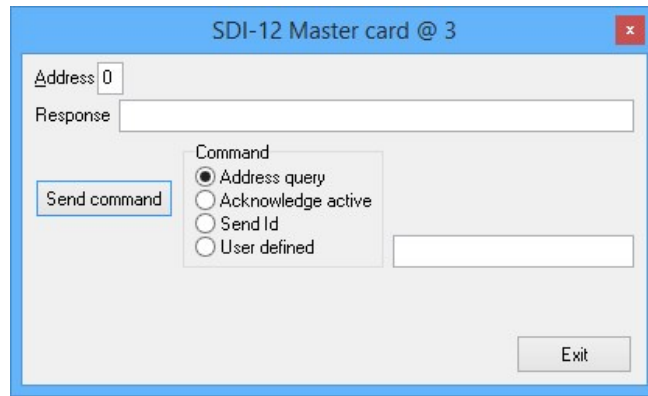 SDI-12 Master card @ 3
x
Address 0
Response
Command
Address query
Send command
Acknowledge active
Send Id
User defined
Exit